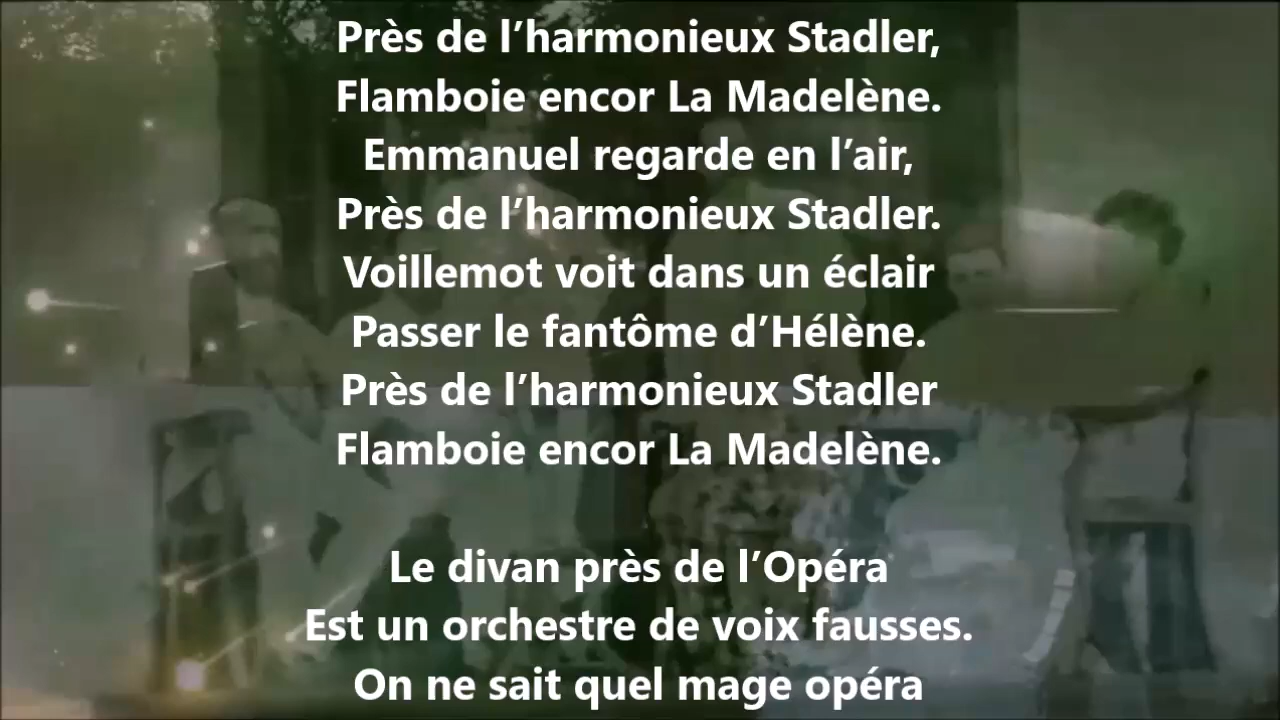 Près de l’harmonieux Stadler,
Flamboie encor La Madelène.
Emmanuel regarde en l’air,
Près de l’harmonieux Stadler.
Voillemot voit dans un éclair
Passer le fantôme d’Hélène.
Près de l’harmonieux Stadler
Flamboie encor La Madelène.
Le divan près de l’Opéra
Est un orchestre de voix fausses.
On ne sait quel mage opéra